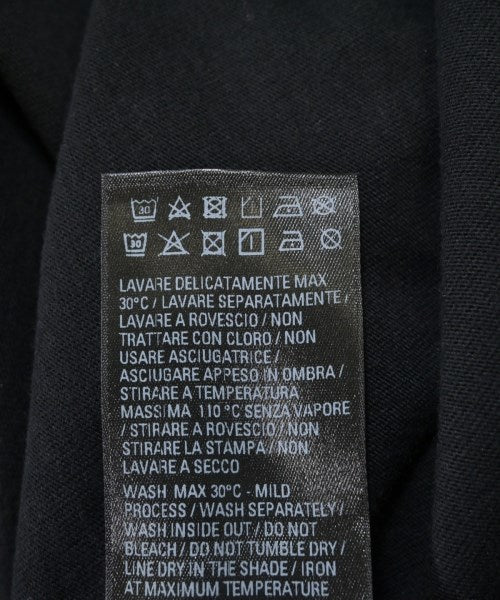 30
30
LAVARE DELICATAMENTE MAX
30°C / LAVARE SEPARATAMENTE /
LAVARE A ROVESCIO / NON
TRATTARE CON CLORO / NON
USARE ASCIUGATRICE /
ASCIUGARE APPESO IN OMBRA /
STIRARE A TEMPERATURA
MASSIMA 110°C SENZA VAPORE
/ STIRARE A ROVESCIO / NON
STIRARE LA STAMPA / NON
LAVARE A SECCO
WASH MAX 30°C - MILD
PROCESS / WASH SEPARATELY /
WASH INSIDE OUT / DO NOT
BLEACH / DO NOT TUMBLE DRY /
LINE DRY IN THE SHADE / IRON
AT MAXIMUM TEMPERATURE